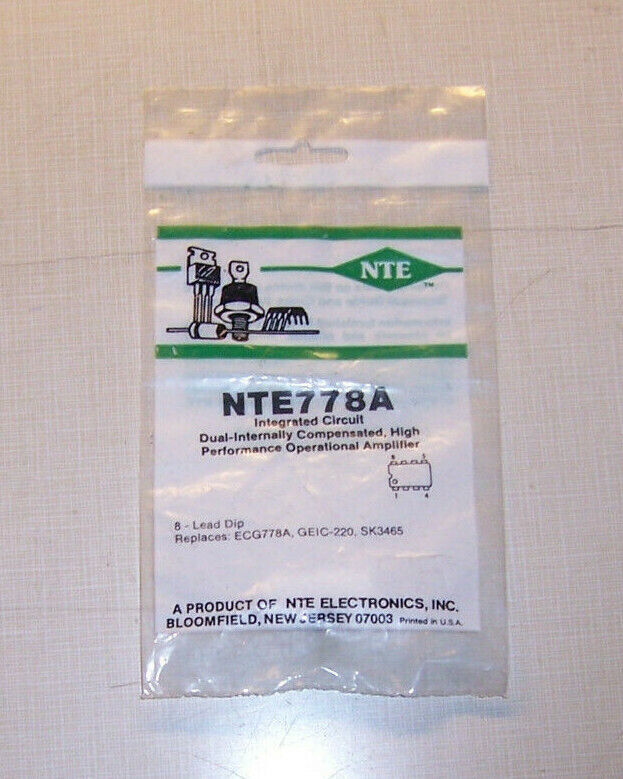 NTE™
NTE778A
Integrated Circuit
Dual-Internally Compensated, High
Performance Operational Amplifier
8 5
1 4
8 - Lead Dip
Replaces: ECG778A, GEIC-220, SK3465
A PRODUCT OF NTE ELECTRONICS, INC.
BLOOMFIELD, NEW JERSEY 07003 Printed in U.S.A.